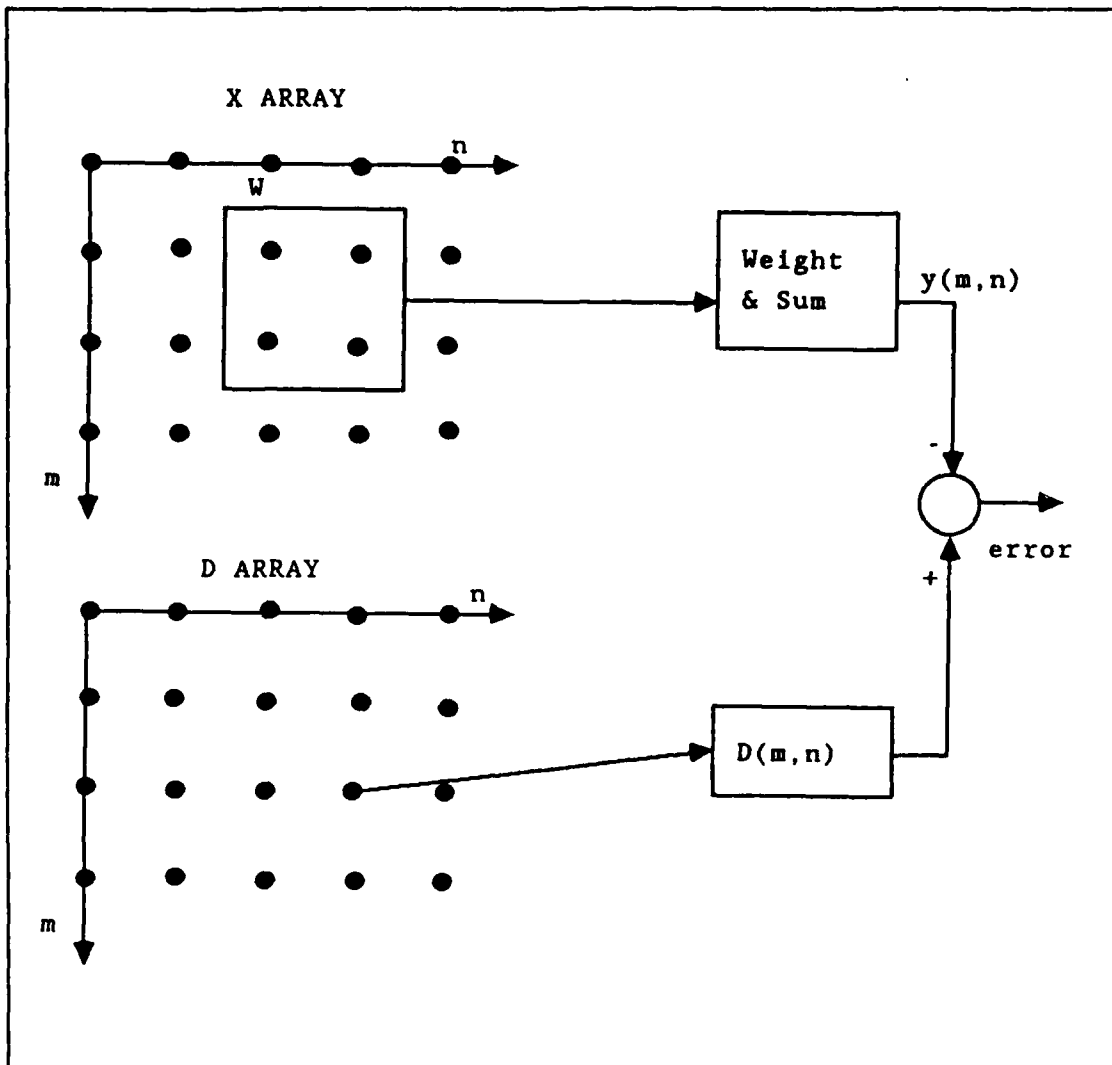 X ARRAY
n
W
Weight
& Sum
y(m,n)
m
-
error
+
D ARRAY
n
D(m,n)
m